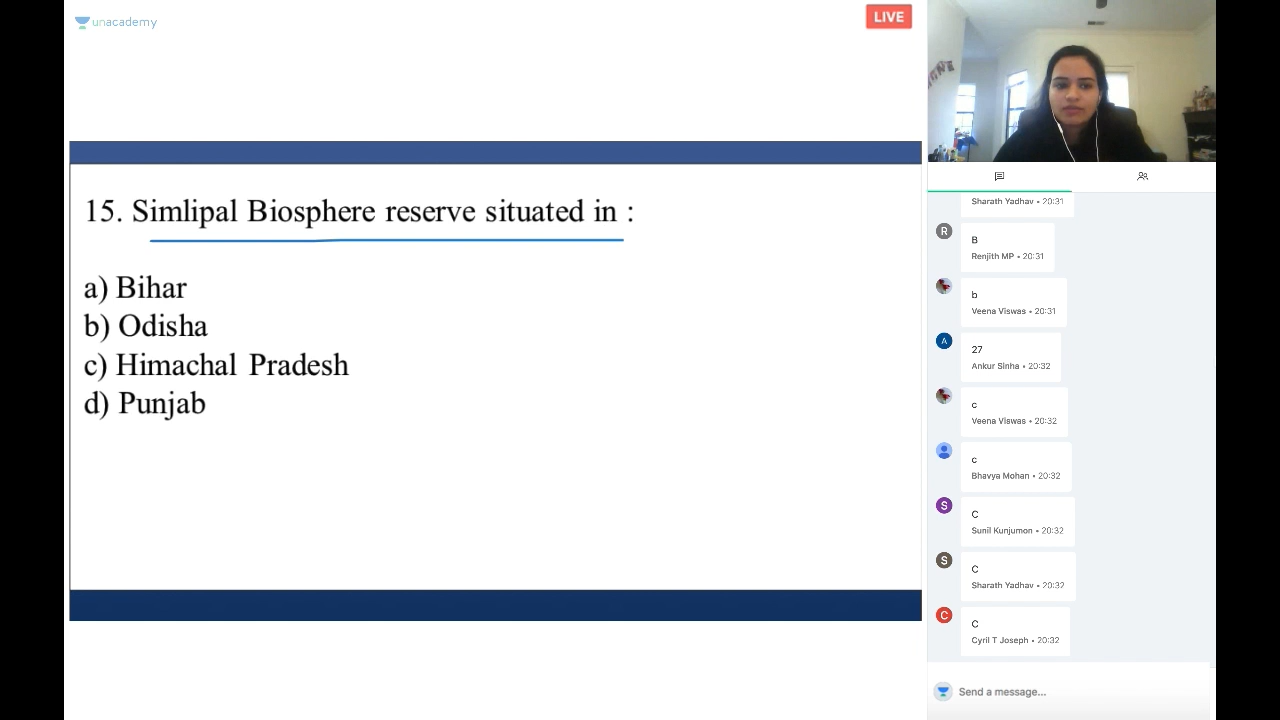 unacademy
LIVE
15. Simlipal Biosphere reserve situated in :
a) Bihar
b) Odisha
c) Himachal Pradesh
d) Punjab
Sharath Yadhav • 20:31
R
B
Renjith MP • 20:31
b
Veena Viswas • 20:31
A
27
Ankur Sinha • 20:32
c
Veena Viswas • 20:32
c
Bhavya Mohan • 20:32
S
C
Sunil Kunjumon • 20:32
S
C
Sharath Yadhav • 20:32
C
C
Cyril T Joseph • 20:32
Send a message...